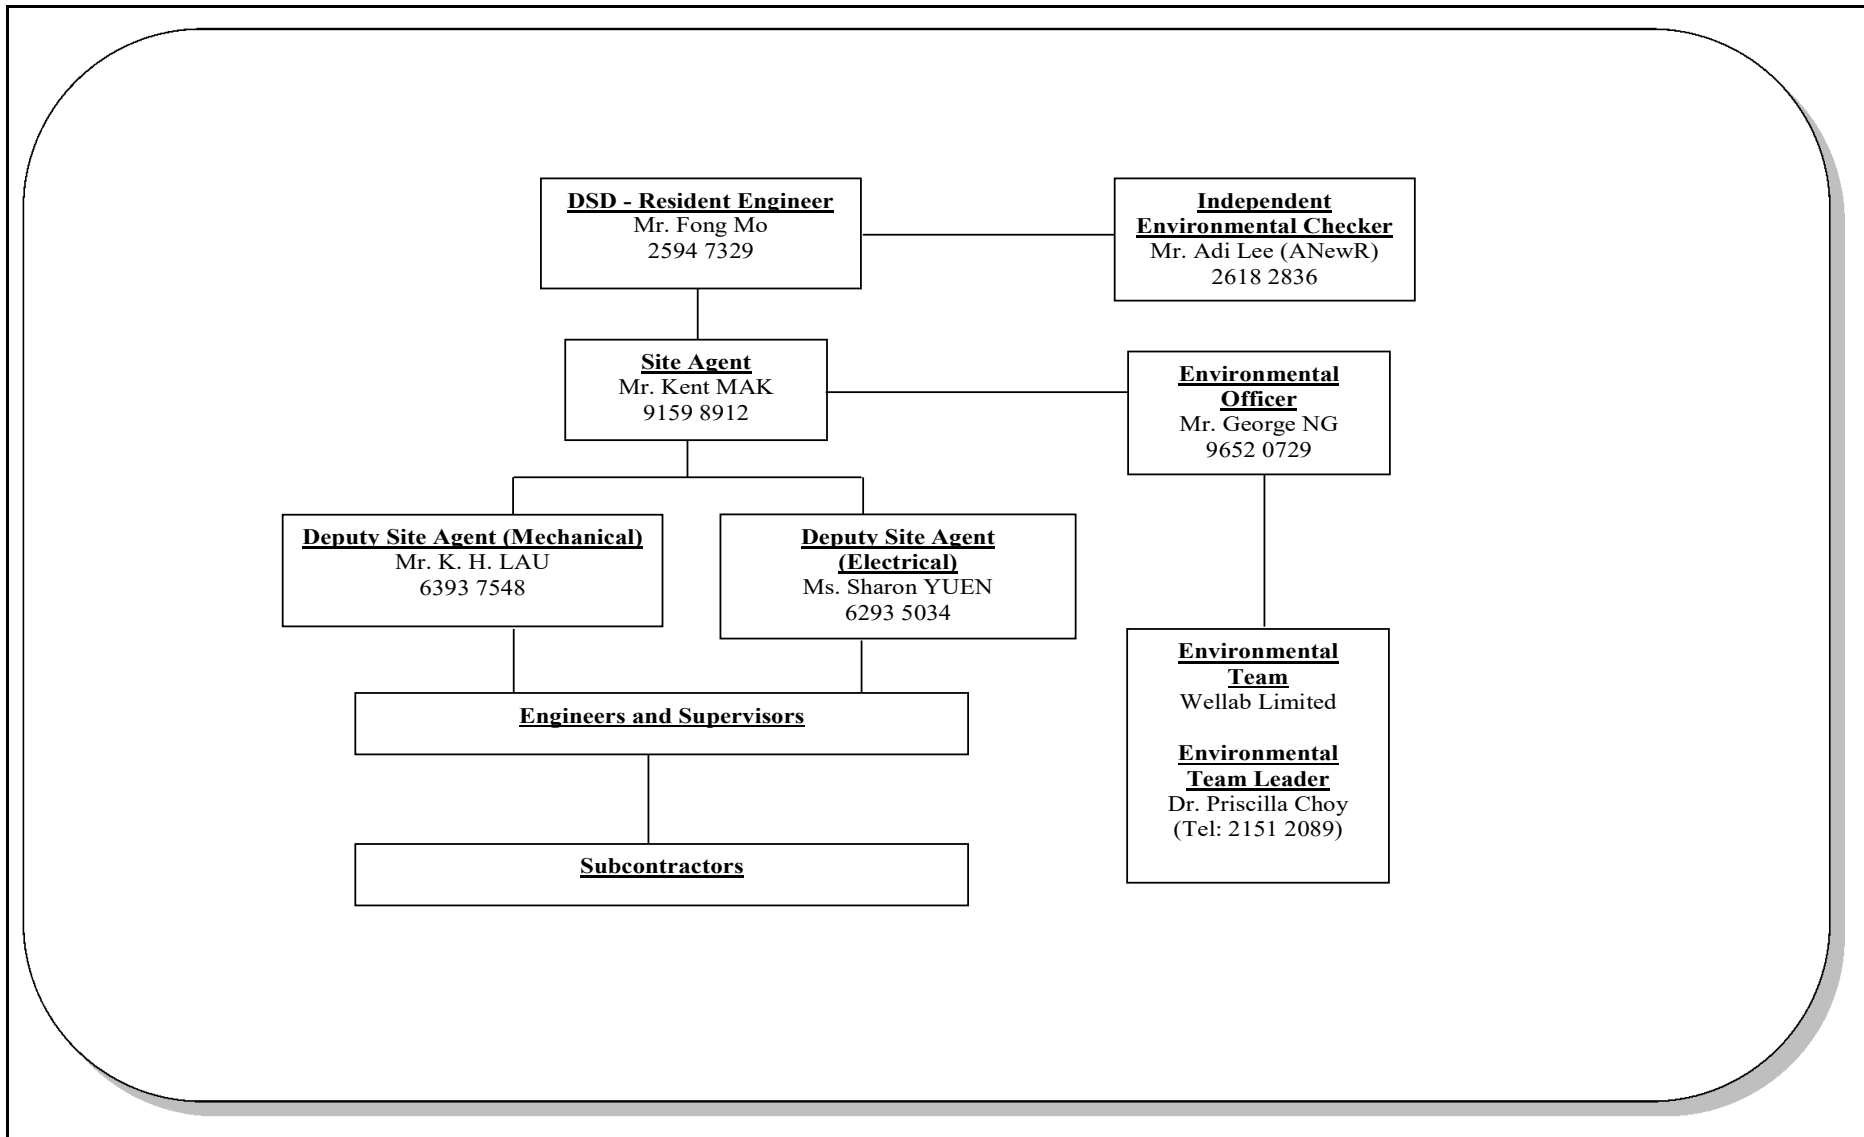 DSD - Resident Engineer
Mr. Fong Mo
2594 7329
Independent
Environmental Checker
Mr. Adi Lee (ANewR)
2618 2836
Site Agent
Mr. Kent MAK
9159 8912
Environmental
Officer
Mr. George NG
9652 0729
Deputy Site Agent (Mechanical)
Mr. K. H. LAU
6393 7548
Deputy Site Agent
(Electrical)
Ms. Sharon YUEN
6293 5034
Engineers and Supervisors
Subcontractors
Environmental
Team
Wellab Limited
Environmental
Team Leader
Dr. Priscilla Choy
(Tel: 2151 2089)